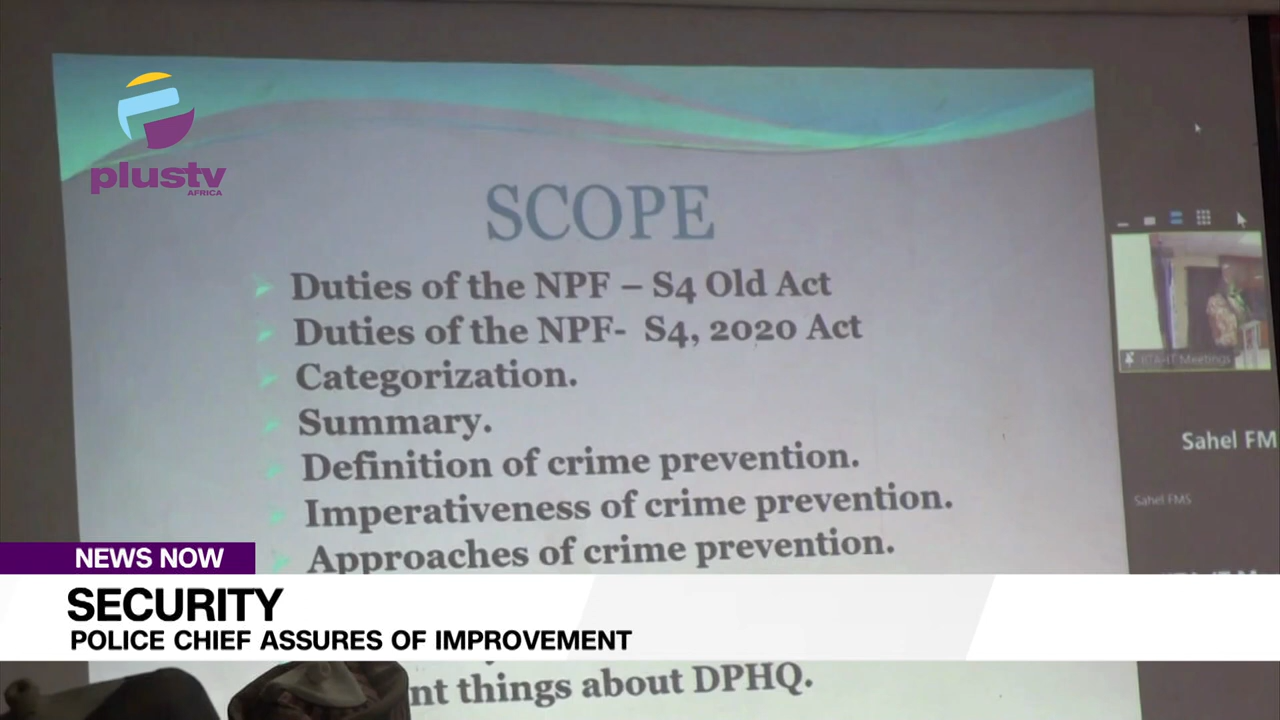 plustv
AFRICA
SCOPE
Duties of the NPF – S4 Old Act
Duties of the NPF- S4, 2020 Act
Categorization.
Summary.
Definition of crime prevention.
Imperativeness of crime prevention.
Approaches of crime prevention.
Meetings
Sahel FM
Sahel FMS
NEWS NOW
SECURITY
POLICE CHIEF ASSURES OF IMPROVEMENT
nt things about DPHQ.